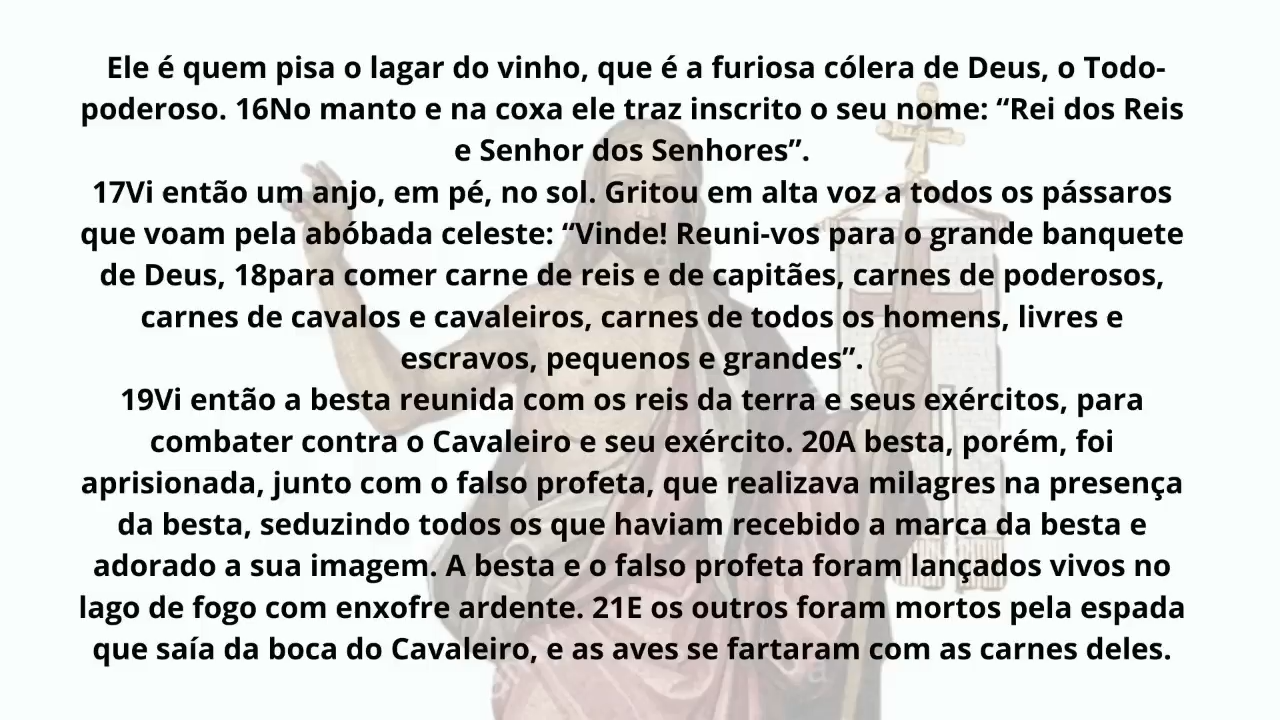 Ele é quem pisa o lagar do vinho, que é a furiosa cólera de Deus, o Todo-
poderoso. 16No manto e na coxa ele traz inscrito o seu nome: “Rei dos Reis
e Senhor dos Senhores”.
17Vi então um anjo, em pé, no sol. Gritou em alta voz a todos os pássaros
que voam pela abóbada celeste: “Vinde! Reuni-vos para o grande banquete
de Deus, 18para comer carne de reis e de capitães, carnes de poderosos,
carnes de cavalos e cavaleiros, carnes de todos os homens, livres e
escravos, pequenos e grandes”.
19Vi então a besta reunida com os reis da terra e seus exércitos, para
combater contra o Cavaleiro e seu exército. 20A besta, porém, foi
aprisionada, junto com o falso profeta, que realizava milagres na presença
da besta, seduzindo todos os que haviam recebido a marca da besta e
adorado a sua imagem. A besta e o falso profeta foram lançados vivos no
lago de fogo com enxofre ardente. 21E os outros foram mortos pela espada
que saía da boca do Cavaleiro, e as aves se fartaram com as carnes deles.